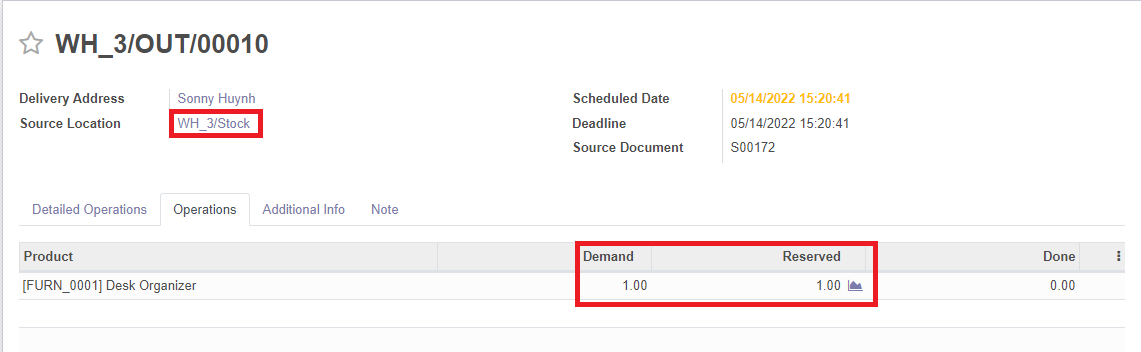 WH_3/OUT/00010
Delivery Address Sonny Huynh Scheduled Date 05/14/2022 15:20:41
Source Location WH_3/Stock Deadline 05/14/2022 15:20:41
Source Document S00172
Detailed Operations Operations Additional Info Note
Product Demand Reserved Done
[FURN_0001] Desk Organizer 1.00 1.00 0.00